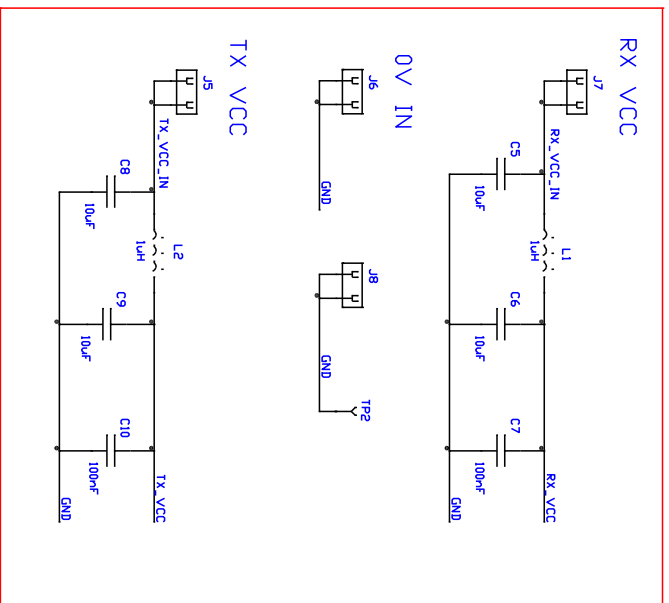 RX VCC
J7
RX_VCC_IN
C5
10uF
L1
1uH
C6
10uF
C7
100nF
RX_VCC
GND
0V IN
J6
GND
J8
GND
TP2
TX VCC
J5
TX_VCC_IN
C8
10uF
L2
1uH
C9
10uF
C10
100nF
TX_VCC
GND